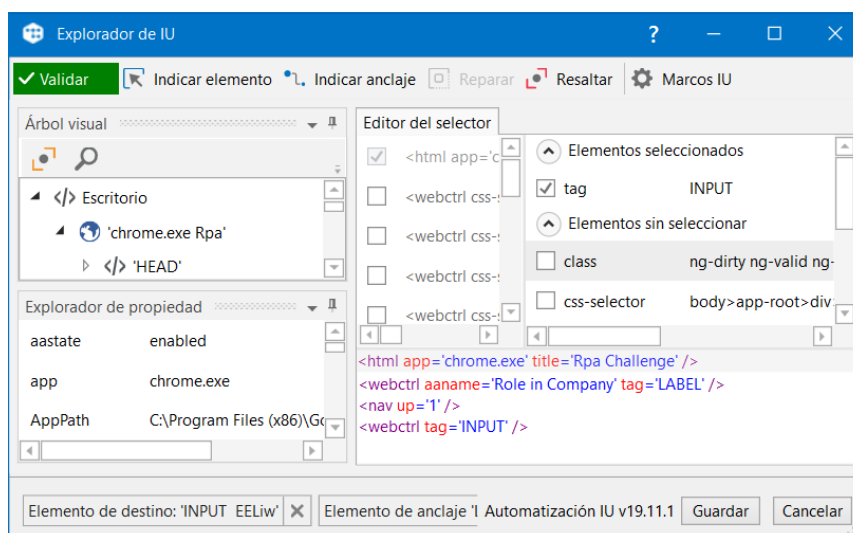 Explorador de IU
?
Validar Indicar elemento Indicar anclaje Reparar Resaltar Marcos IU
Árbol visual
</> Escritorio
'chrome.exe Rpa'
</> 'HEAD'
Explorador de propiedad
aastate enabled
app chrome.exe
AppPath C:\Program Files (x86)\Go
Editor del selector
<html app='c
<webctrl css-s
<webctrl css-s
<webctrl css-s
<webctrl css-s
Elementos seleccionados
tag INPUT
Elementos sin seleccionar
class ng-dirty ng-valid ng-
css-selector body>app-root>div
<html app='chrome.exe' title='Rpa Challenge' />
<webctrl aaname='Role in Company' tag='LABEL' />
<nav up='1' />
<webctrl tag='INPUT' />
Elemento de destino: 'INPUT EELiw' Elemento de anclaje 'l Automatización IU v19.11.1 Guardar Cancelar